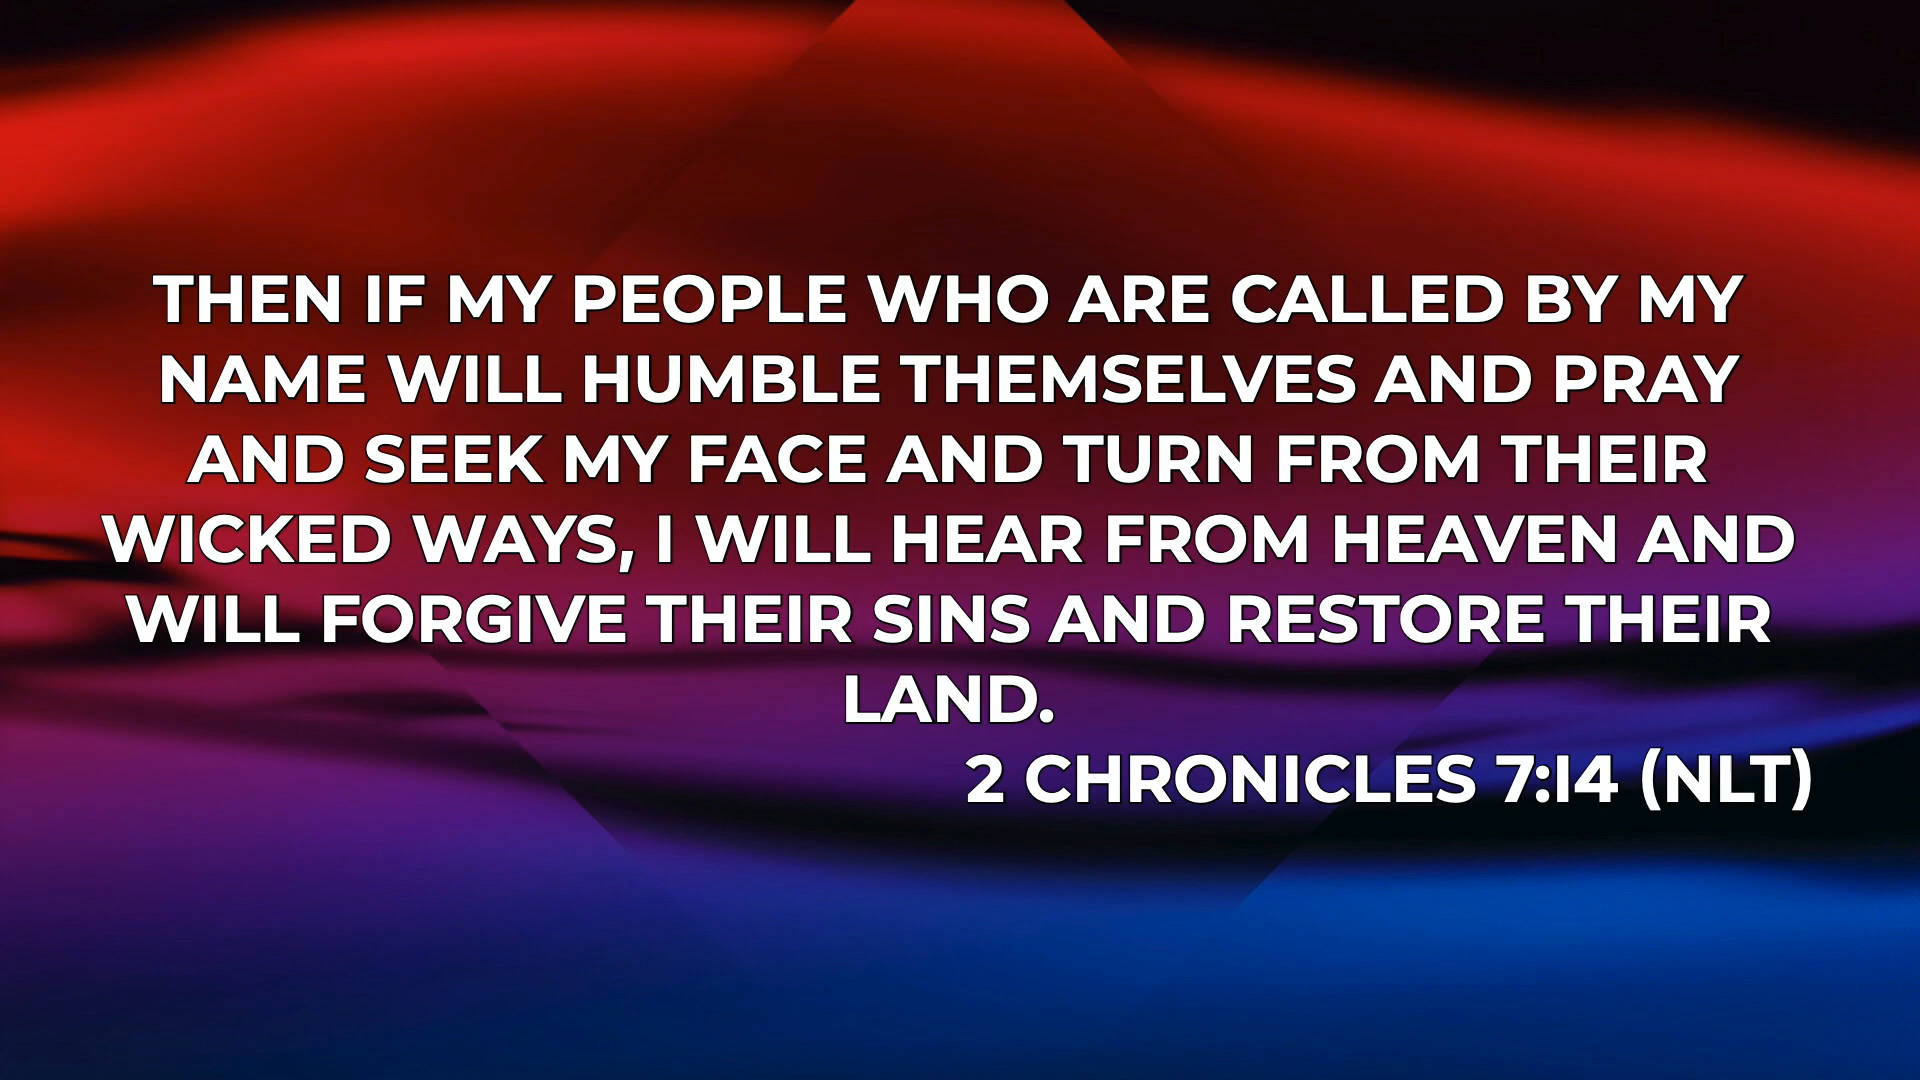 THEN IF MY PEOPLE WHO ARE CALLED BY MY
NAME WILL HUMBLE THEMSELVES AND PRAY
AND SEEK MY FACE AND TURN FROM THEIR
WICKED WAYS, I WILL HEAR FROM HEAVEN AND
WILL FORGIVE THEIR SINS AND RESTORE THEIR
LAND.
2 CHRONICLES 7:14 (NLT)